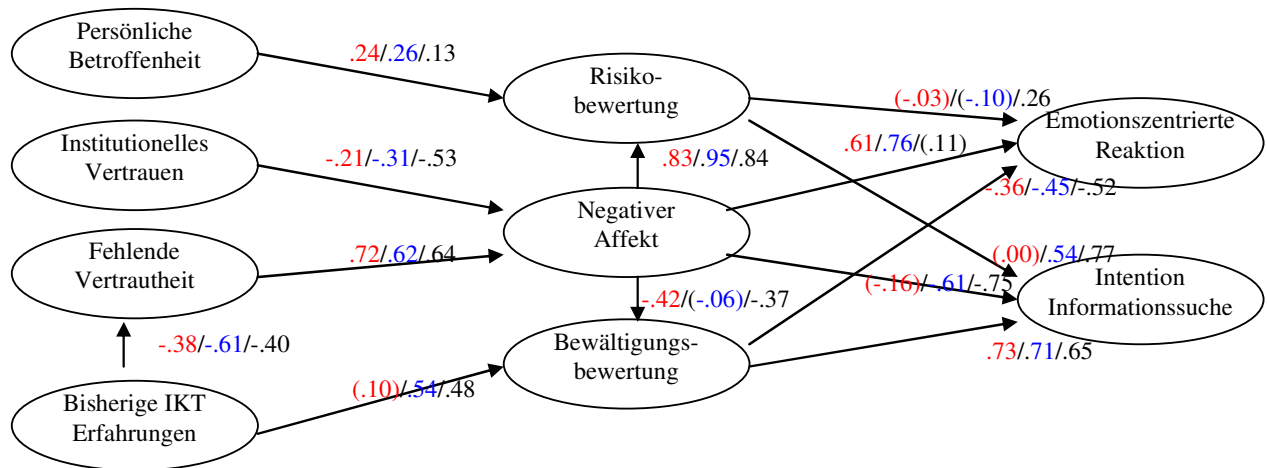 Persönliche
Betroffenheit
.24/.26/.13
Risiko-
bewertung
(-.03)/(-.10)/.26
Emotionszentrierte
Reaktion
Institutionelles
Vertrauen
-.21/-.31/-.53
.83/.95/.84
.61/.76/(.11)
-.36/-.45/-.52
Negativer
Affekt
Fehlende
Vertrautheit
.72/.62/.64
(.00)/.54/.77
(-.16)/-.61/-.75
Intention
Informationssuche
-.42/(-.06)/-.37
-.38/-.61/-.40
Bewältigungs-
bewertung
.73/.71/.65
(.10)/.54/.48
Bisherige IKT
Erfahrungen